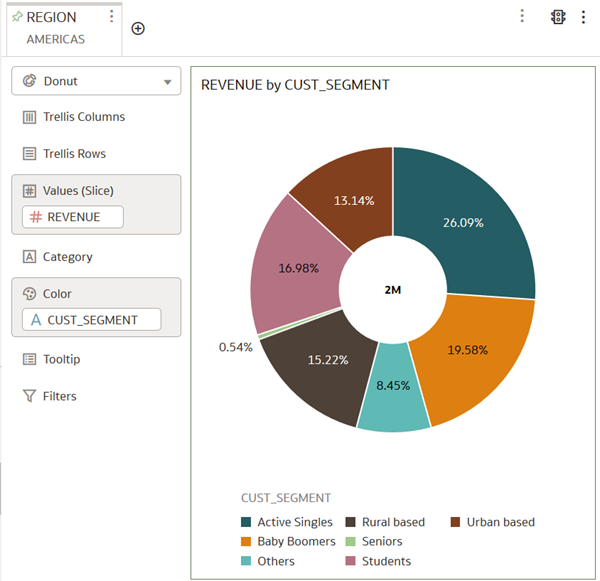 REGION
AMERICAS
Donut
Trellis Columns
Trellis Rows
Values (Slice)
# REVENUE
Category
Color
A CUST_SEGMENT
Tooltip
Filters
REVENUE by CUST_SEGMENT
13.14%
26.09%
16.98%
2M
0.54%
19.58%
15.22%
8.45%
CUST_SEGMENT
Active Singles
Rural based
Urban based
Baby Boomers
Seniors
Others
Students